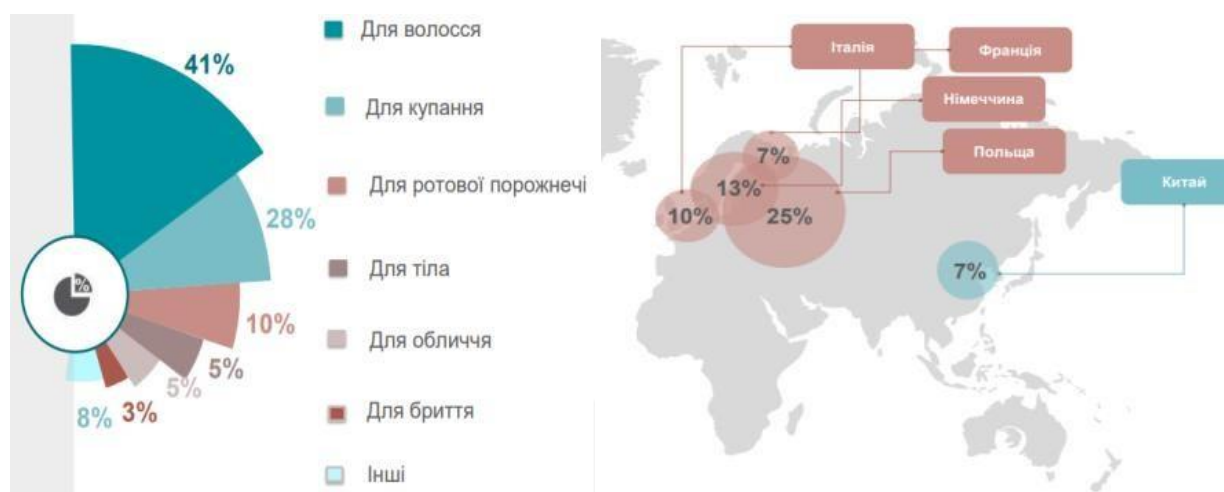 41%
28%
10%
5%
5%
3%
8%
%
Для волосся
Для купання
Для ротової порожнечі
Для тіла
Для обличчя
Для бриття
Інші
Італія
Франція
Німеччина
Польща
Китай
7%
13%
10%
25%
7%